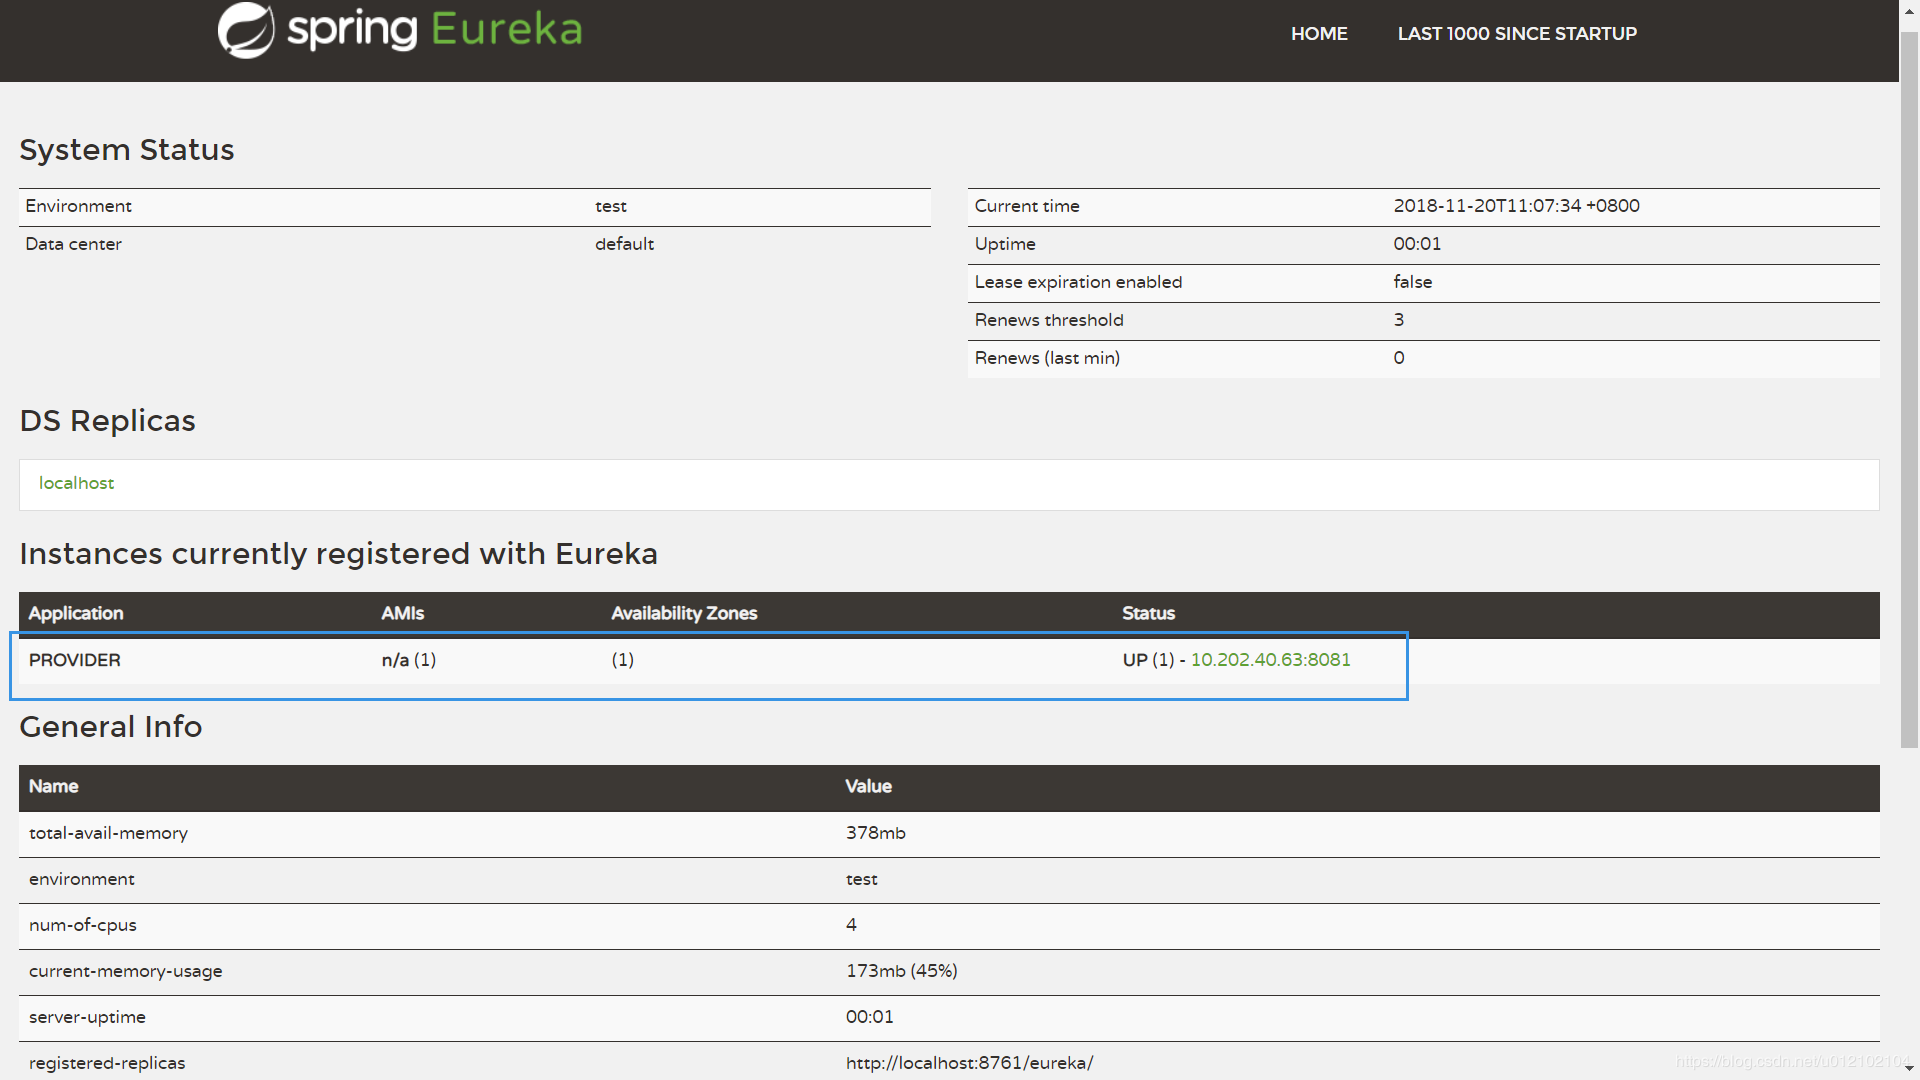 spring Eureka HOME LAST 1000 SINCE STARTUP
System Status
Environment test
Data center default
Current time 2018-11-20T11:07:34 +0800
Uptime 00:01
Lease expiration enabled false
Renews threshold 3
Renews (last min) 0
DS Replicas
localhost
Instances currently registered with Eureka
Application AMIs Availability Zones Status
PROVIDER n/a (1) (1) UP (1) - 10.202.40.63:8081
General Info
Name Value
total-avail-memory 378mb
environment test
num-of-cpus 4
current-memory-usage 173mb (45%)
server-uptime 00:01
registered-replicas http://localhost:8761/eureka/
https://blog.csdn.net/u012102104